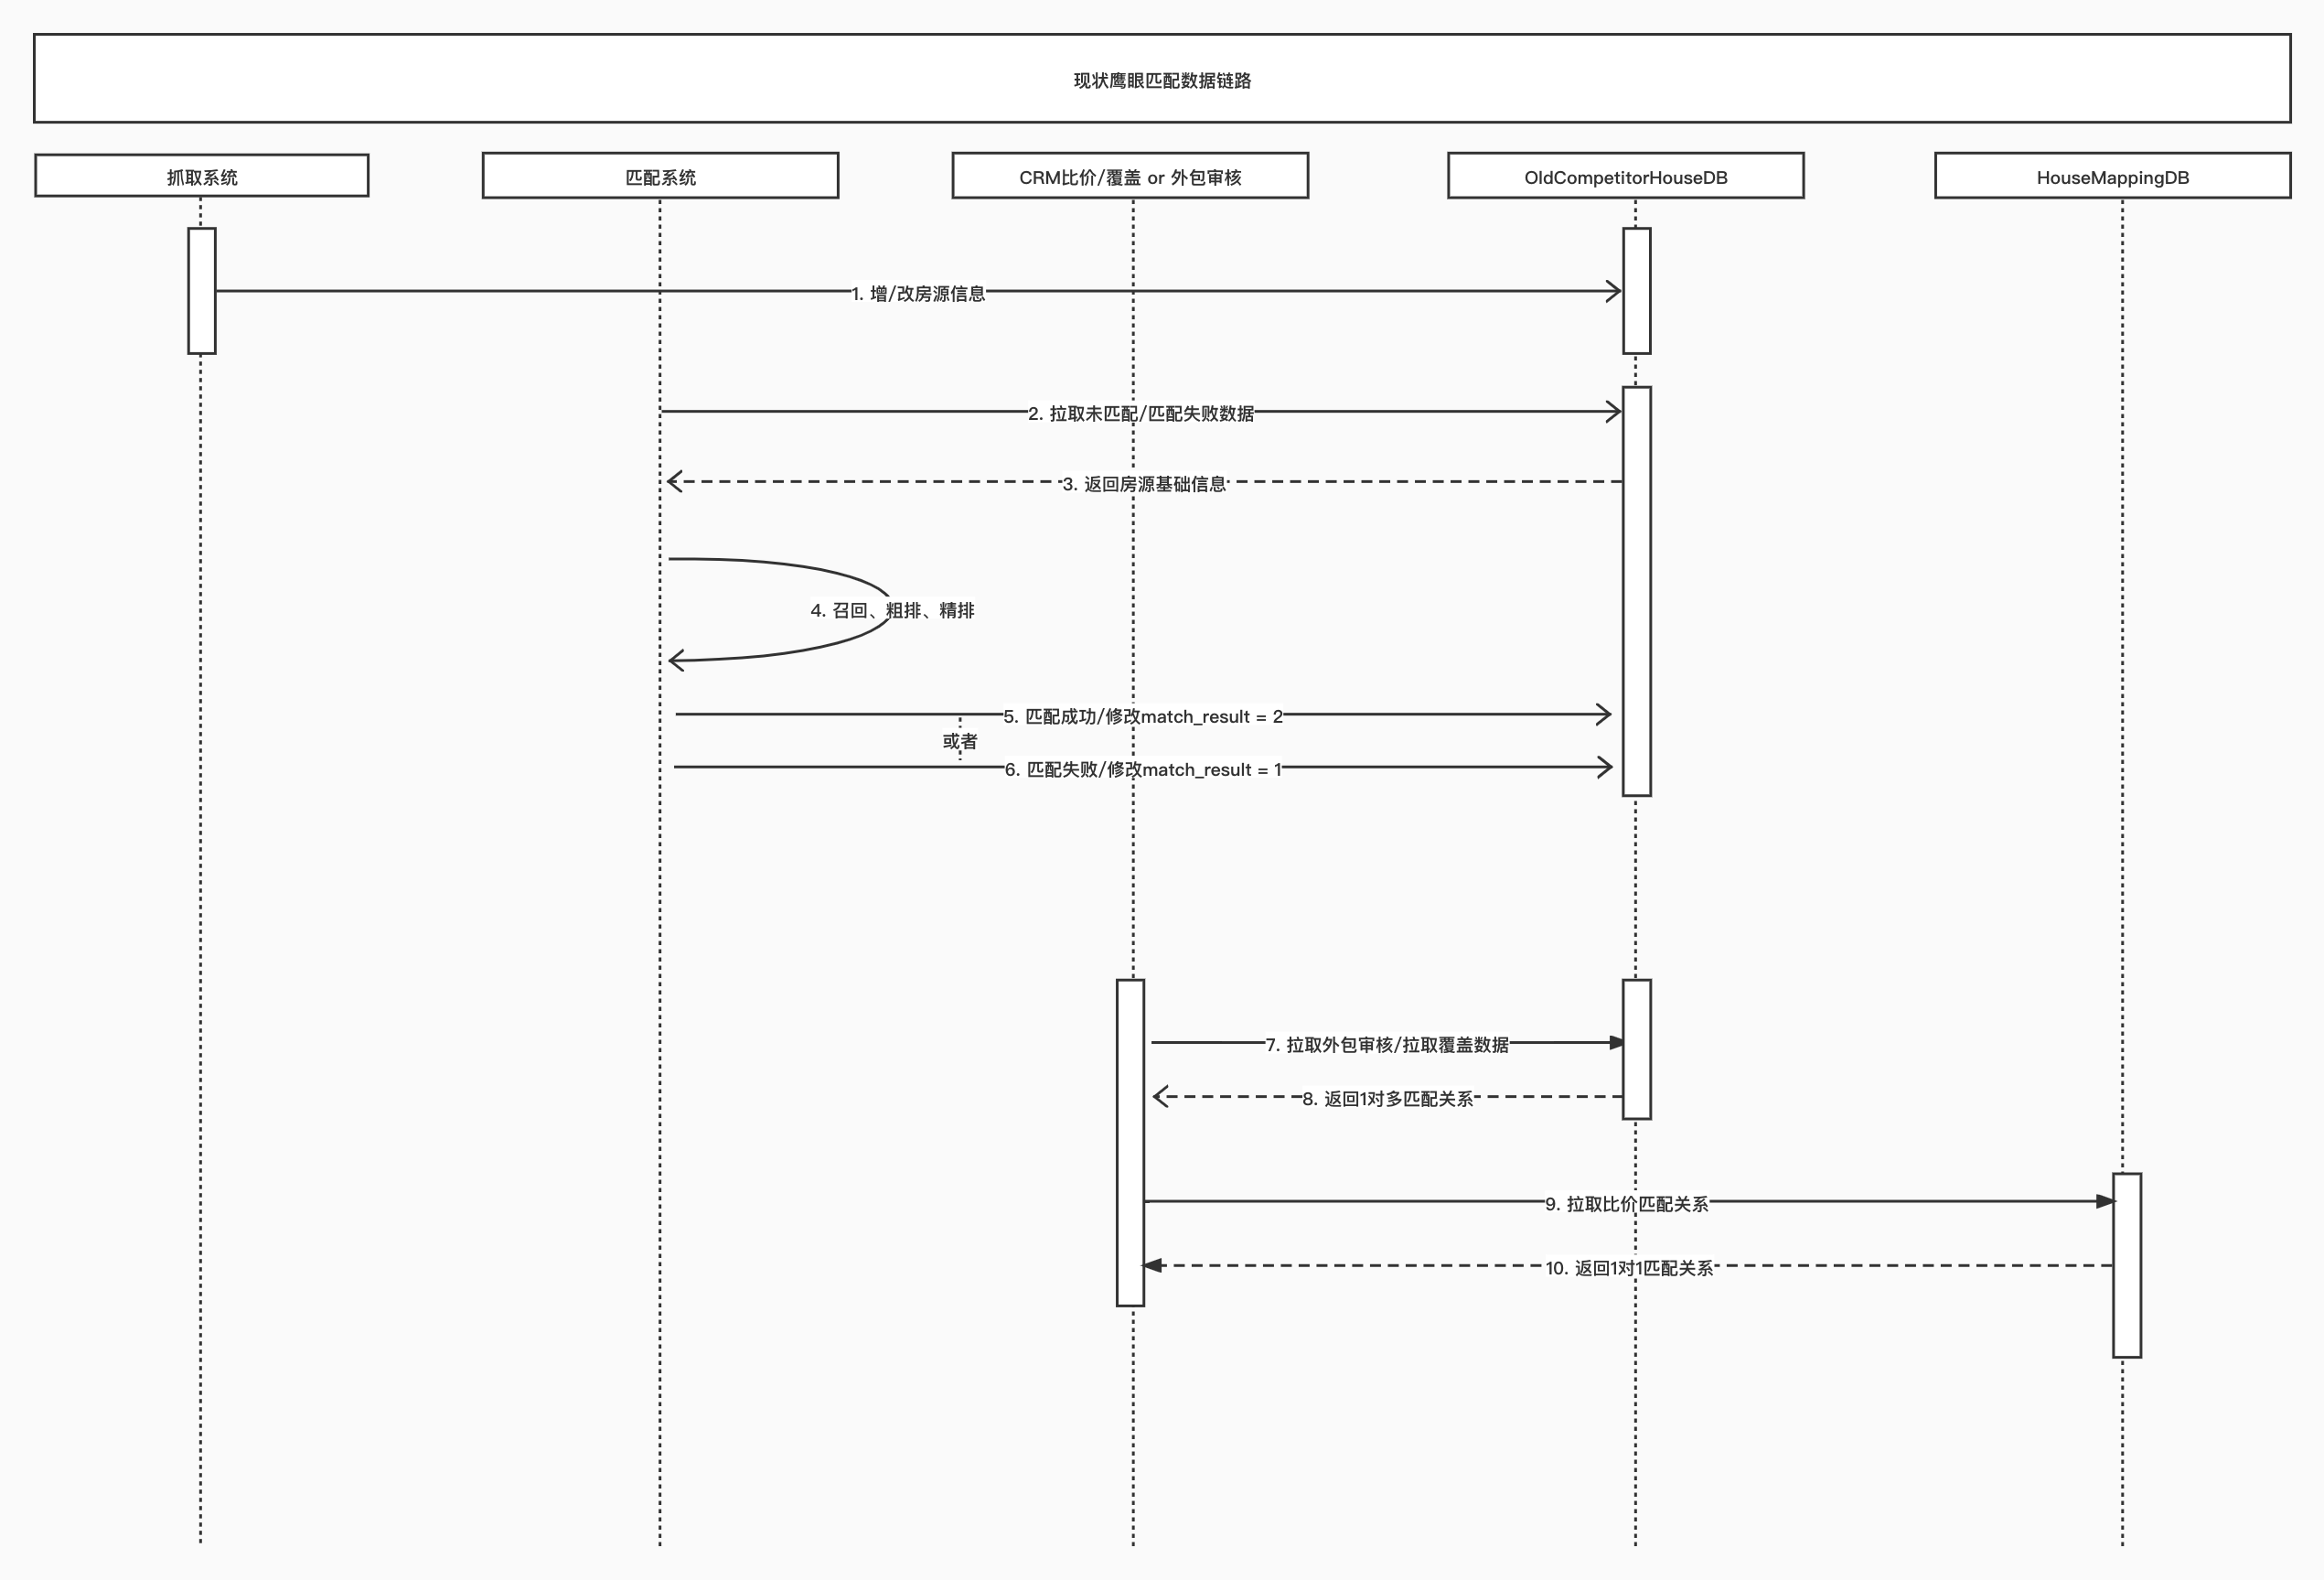 现状鹰眼匹配数据链路
抓取系统
匹配系统
CRM比价/覆盖 or 外包审核
OldCompetitorHouseDB
HouseMappingDB
1. 增/改房源信息
2. 拉取未匹配/匹配失败数据
3. 返回房源基础信息
4. 召回、粗排、精排
5. 匹配成功/修改match_result = 2
或者
6. 匹配失败/修改match_result = 1
7. 拉取外包审核/拉取覆盖数据
8. 返回1对多匹配关系
9. 拉取比价匹配关系
10. 返回1对1匹配关系